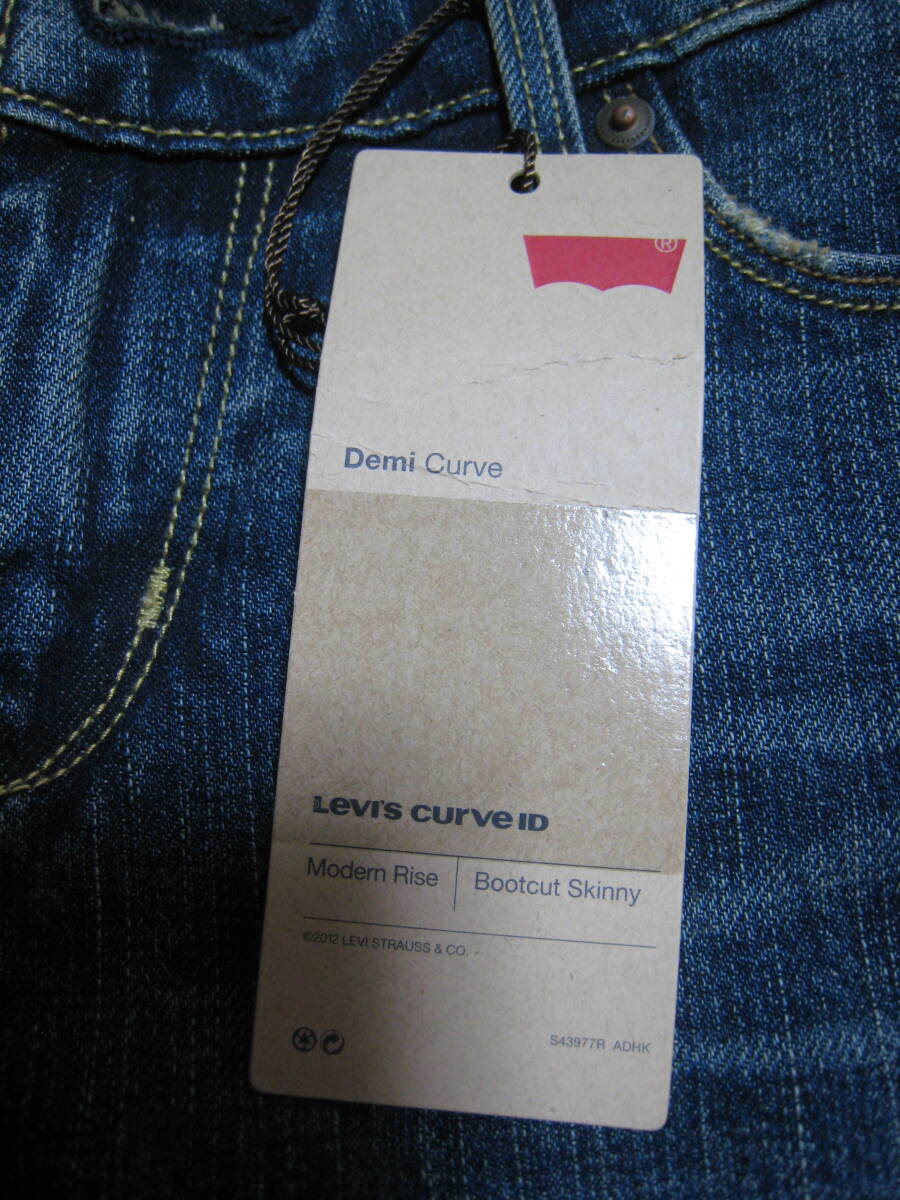 ®
Demi Curve
Levi's curve ID
Modern Rise | Bootcut Skinny
©2012 LEVI STRAUSS & CO.
S43977R ADHK